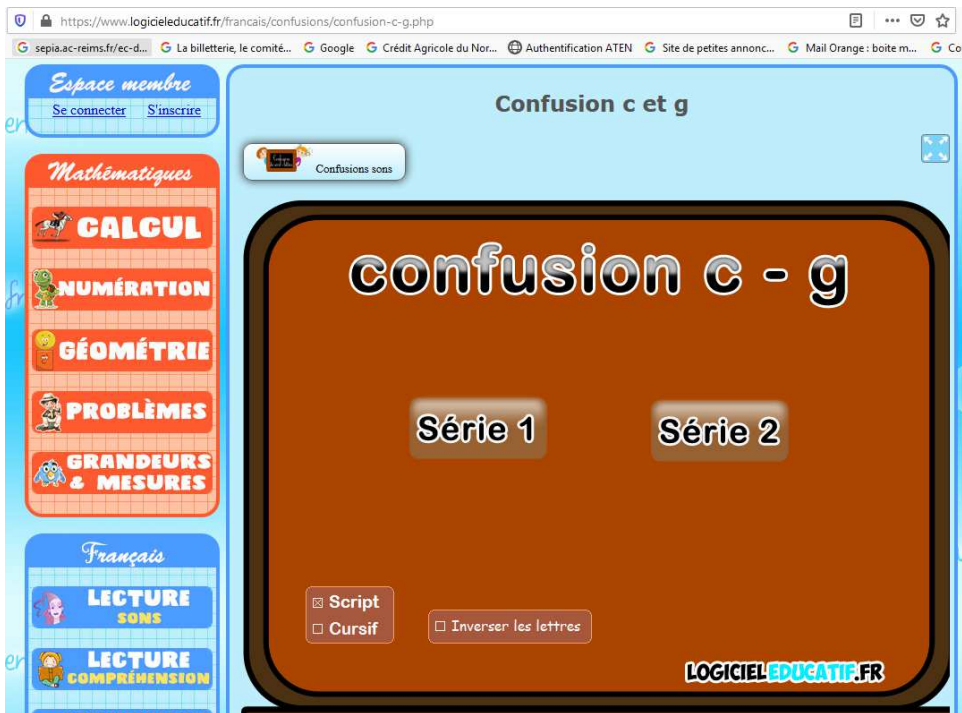 https://www.logicieleducatif.fr/francais/confusions/confusion-c-g.php
sepia.ac-reims.fr/ec-d... La billetterie, le comité... Google Crédit Agricole du Nor... Authentification ATEN Site de petites annonc... Mail Orange : boite m... Co
Espace membre
Se connecter S'inscrire
Confusion c et g
Confusions sons
Mathématiques
CALCUL
NUMÉRATION
GÉOMÉTRIE
PROBLÈMES
GRANDEURS
& MESURES
confusion c - g
Série 1 Série 2
Français
LECTURE
SONS
LECTURE
COMPRÉHENSION
Script
Cursif
Inverser les lettres
LOGICIELEDUCATIF.FR